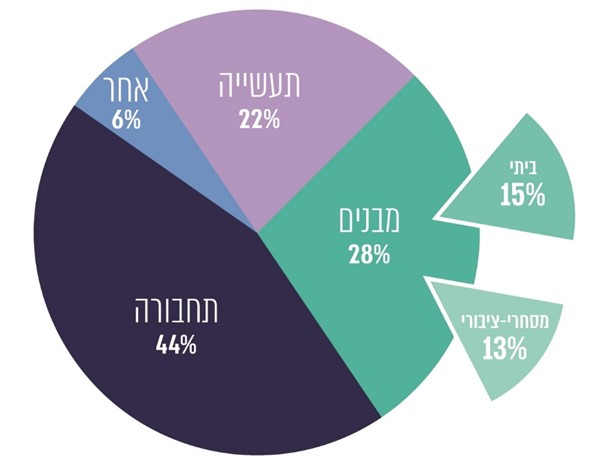 תעשייה
22%
אחר
6%
מבנים
28%
ביתי
15%
מסחרי-ציבורי
13%
תחבורה
44%